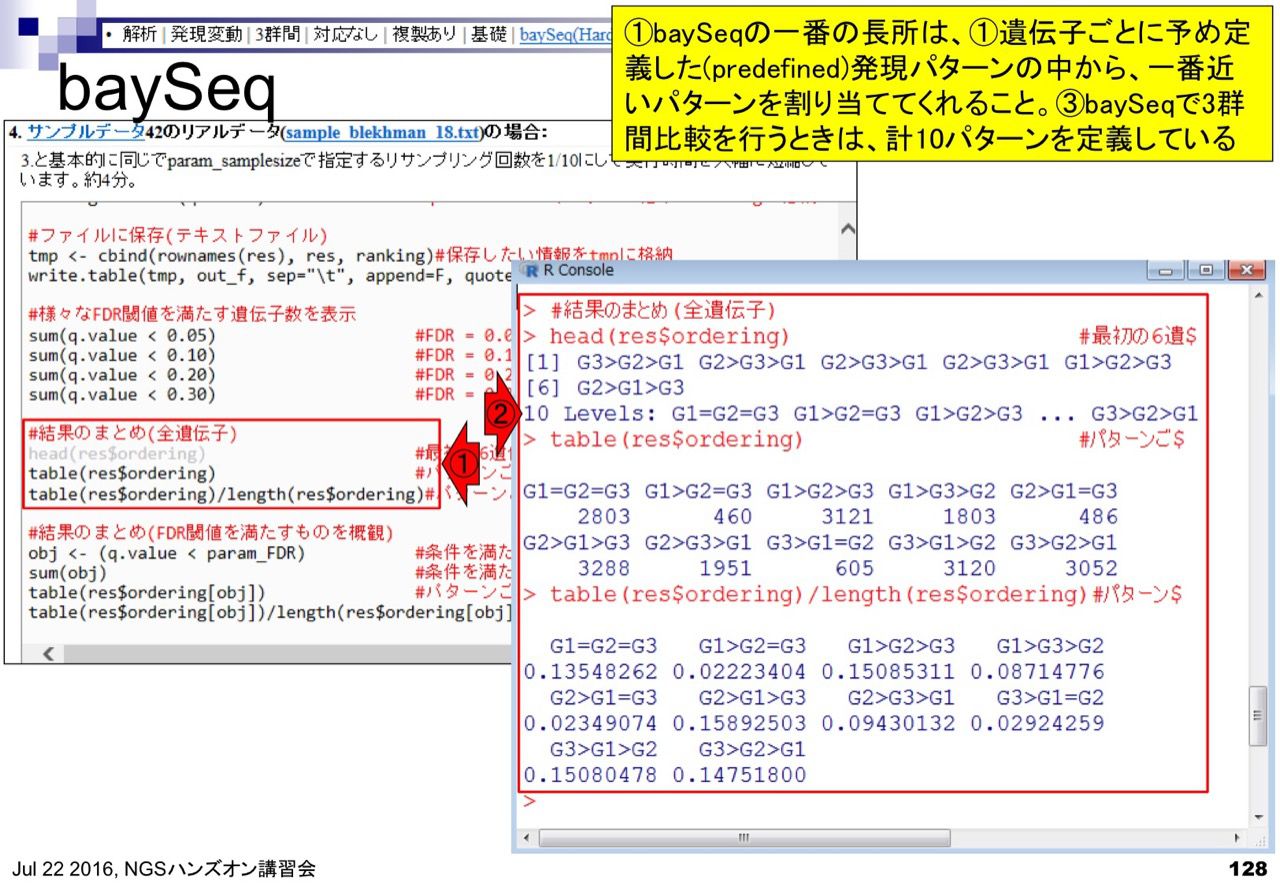 • 解析 | 発現変動 | 3群間 | 対応なし | 複製あり | 基礎 | baySeq(Hard
①baySeqの一番の長所は、①遺伝子ごとに予め定
義した(predefined)発現パターンの中から、一番近
いパターンを割り当ててくれること。③baySeqで3群
間比較を行うときは、計10パターンを定義している
baySeq
4. サンプルデータ42のリアルデータ(sample_blekhman_18.txt)の場合:
3.と基本的に同じでparam_samplesizeで指定するリサンプリング回数を1/10にして
います。約4分。
#ファイルに保存(テキストファイル)
tmp <- cbind(rownames(res), res, ranking)#保存したい情報をtmpに格納
write.table(tmp, out_f, sep="\t", append=F, quote
#様々なFDR閾値を満たす遺伝子数を表示
sum(q.value < 0.05) #FDR = 0.0
sum(q.value < 0.10) #FDR = 0.1
sum(q.value < 0.20) #FDR = 0.2
sum(q.value < 0.30) #FDR =
#結果のまとめ(全遺伝子)
head(res$ordering) #最初の6遺
table(res$ordering) #パターンご
table(res$ordering)/length(res$ordering)#パターン
#結果のまとめ(FDR閾値を満たすものを概観)
obj <- (q.value < param_FDR) #条件を満た
sum(obj) #条件を満た
table(res$ordering[obj]) #パターンご
table(res$ordering[obj])/length(res$ordering[obj]
①
②
R Console
> #結果のまとめ(全遺伝子)
> head(res$ordering) #最初の6遺$
[1] G3>G2>G1 G2>G3>G1 G2>G3>G1 G2>G3>G1 G1>G2>G3
[6] G2>G1>G3
10 Levels: G1=G2=G3 G1>G2=G3 G1>G2>G3 ... G3>G2>G1
> table(res$ordering) #パターンご$
G1=G2=G3 G1>G2=G3 G1>G2>G3 G1>G3>G2 G2>G1=G3
2803 460 3121 1803 486
G2>G1>G3 G2>G3>G1 G3>G1=G2 G3>G1>G2 G3>G2>G1
3288 1951 605 3120 3052
> table(res$ordering)/length(res$ordering)#パターン$
G1=G2=G3 G1>G2=G3 G1>G2>G3 G1>G3>G2
0.13548262 0.02223404 0.15085311 0.08714776
G2>G1=G3 G2>G1>G3 G2>G3>G1 G3>G1=G2
0.02349074 0.15892503 0.09430132 0.02924259
G3>G1>G2 G3>G2>G1
0.15080478 0.14751800
>
Jul 22 2016, NGSハンズオン講習会
128